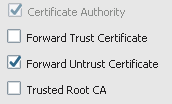 Certificate Authority
Forward Trust Certificate
Forward Untrust Certificate
Trusted Root CA